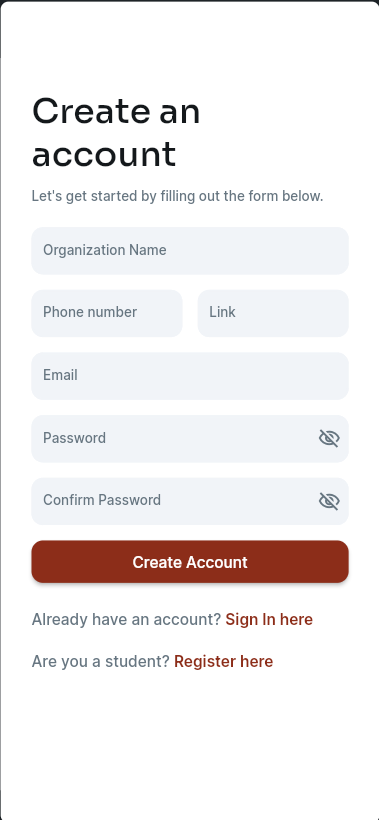 Create an
account
Let's get started by filling out the form below.
Organization Name
Phone number
Link
Email
Password
Confirm Password
Create Account
Already have an account? Sign In here
Are you a student? Register here